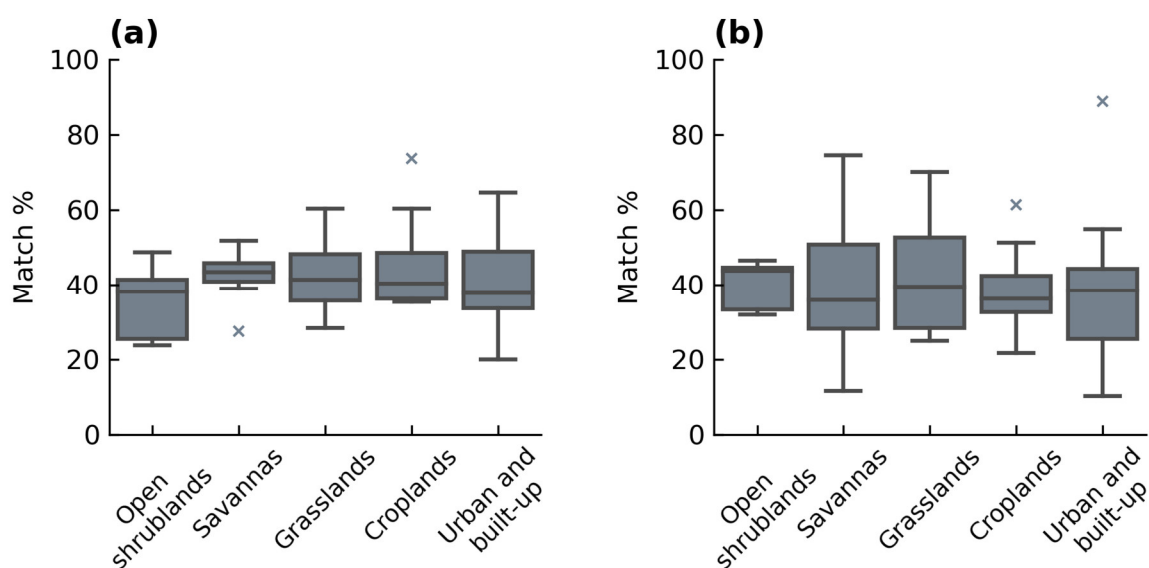 (a)
100
80
60
40
20
0
Match %
Open
shrublands
Savannas
Grasslands
Croplands
Urban and
built-up
(b)
100
80
60
40
20
0
Match %
Open
shrublands
Savannas
Grasslands
Croplands
Urban and
built-up